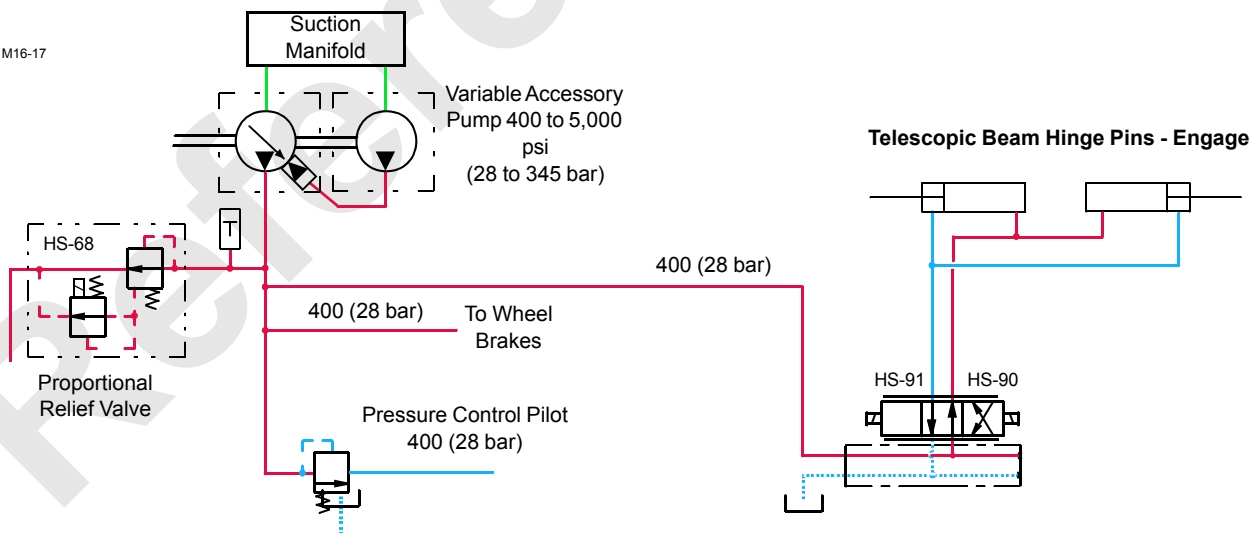 Suction
Manifold
M16-17
Variable Accessory
Pump 400 to 5,000
psi
(28 to 345 bar)
Telescopic Beam Hinge Pins - Engage
T
HS-68
400 (28 bar)
400 (28 bar)
To Wheel
Brakes
Proportional
Relief Valve
HS-91
HS-90
Pressure Control Pilot
400 (28 bar)
Refere